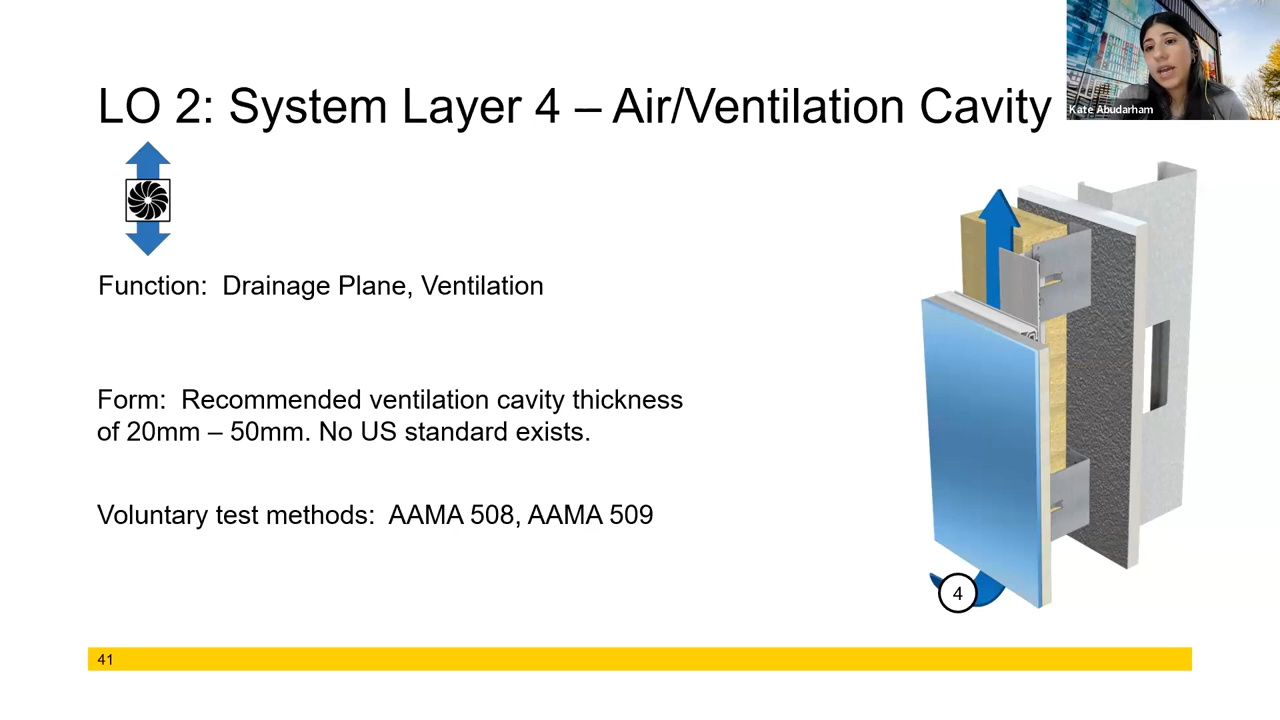 LO 2: System Layer 4 – Air/Ventilation Cavity
Kate Abudarham
Function:  Drainage Plane, Ventilation
Form:  Recommended ventilation cavity thickness
of 20mm – 50mm. No US standard exists.
Voluntary test methods:  AAMA 508, AAMA 509
4
41